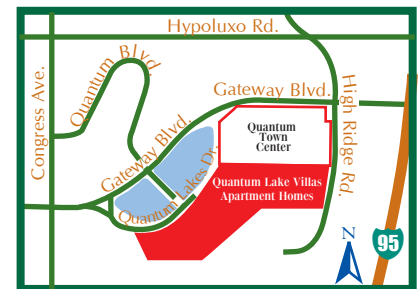 Hypoluxo Rd.
Quantum Blvd.
Congress Ave.
Gateway Blvd.
High Ridge Rd.
Gateway Blvd.
Quantum
Town
Center
Quantum Lakes Dr.
Quantum Lake Villas
Apartment Homes
N
95